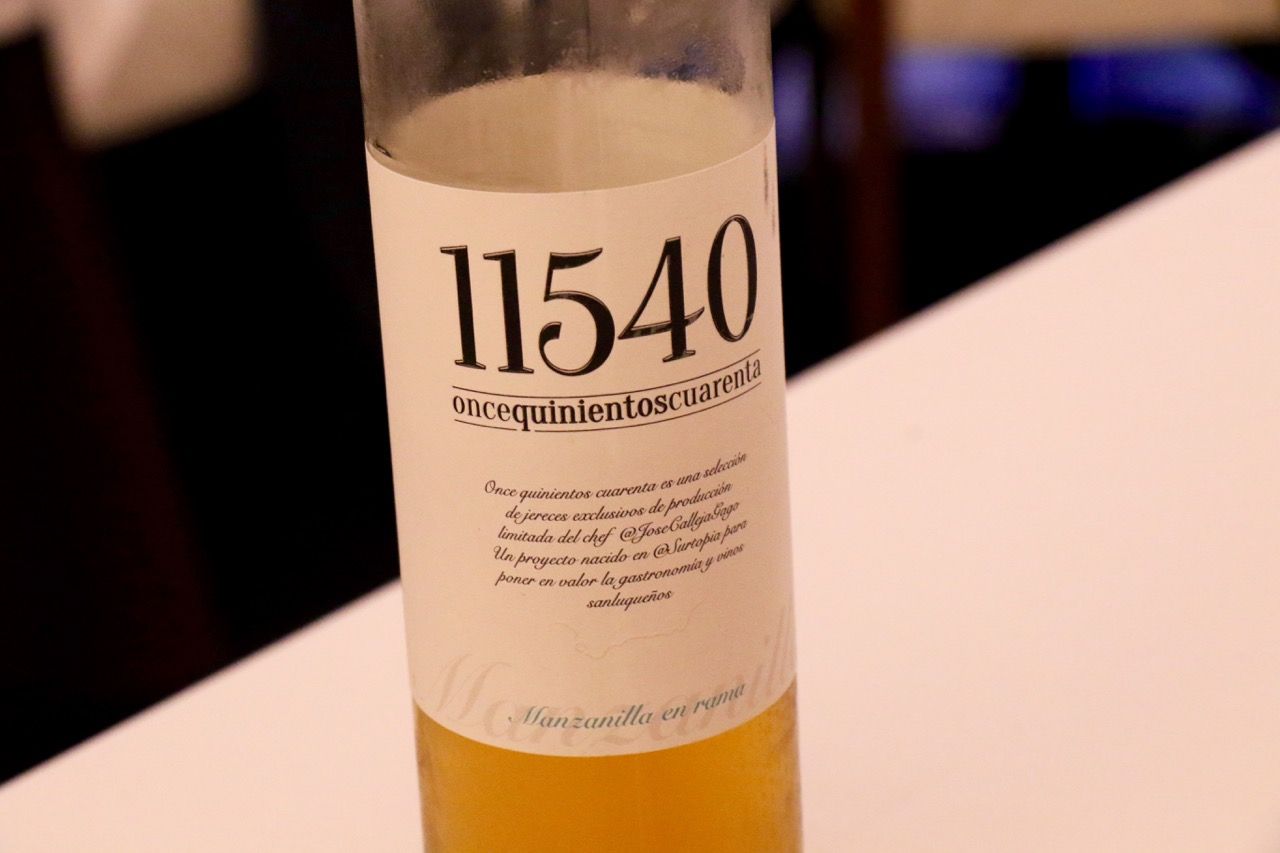 11540
oncequinientoscuarenta
Once quinientos cuarenta es una selección
de jereces exclusivos de producción
limitada del chef @JoseCallejaGago
Un proyecto nacido en @Surtopia para
poner en valor la gastronomía y vinos
sanluqueños
Manzanill
Manzanilla en rama